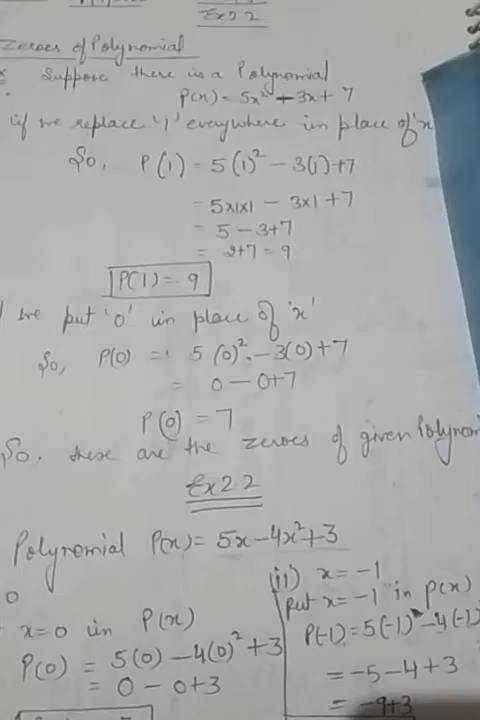 Ex 2.2
Zeroes of Polynomial
Suppose there is a Polynomial
P(x) = 5x² - 3x + 7
if we replace '1' everywhere in place of 'x'
So, P(1) = 5(1)² - 3(1) + 7
= 5x1x1 - 3x1 + 7
= 5 - 3 + 7
= 2+7 = 9
P(1) = 9
we put '0' in place of 'x'
So, P(0) = 5(0)² - 3(0) + 7
= 0 - 0 + 7
P(0) = 7
So, these are the zeroes of given Polynom
Ex 2.2
Polynomial P(x) = 5x - 4x² + 3
0
x = 0 in P(x)
P(0) = 5(0) - 4(0)² + 3
= 0 - 0 + 3
(ii) x = -1
Put x = -1 in P(x)
P(-1) = 5(-1) - 4(-1)
= -5 - 4 + 3
= -9 + 3